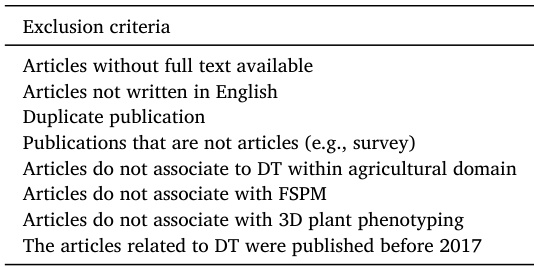 Exclusion criteria
Articles without full text available
Articles not written in English
Duplicate publication
Publications that are not articles (e.g., survey)
Articles do not associate to DT within agricultural domain
Articles do not associate with FSPM
Articles do not associate with 3D plant phenotyping
The articles related to DT were published before 2017